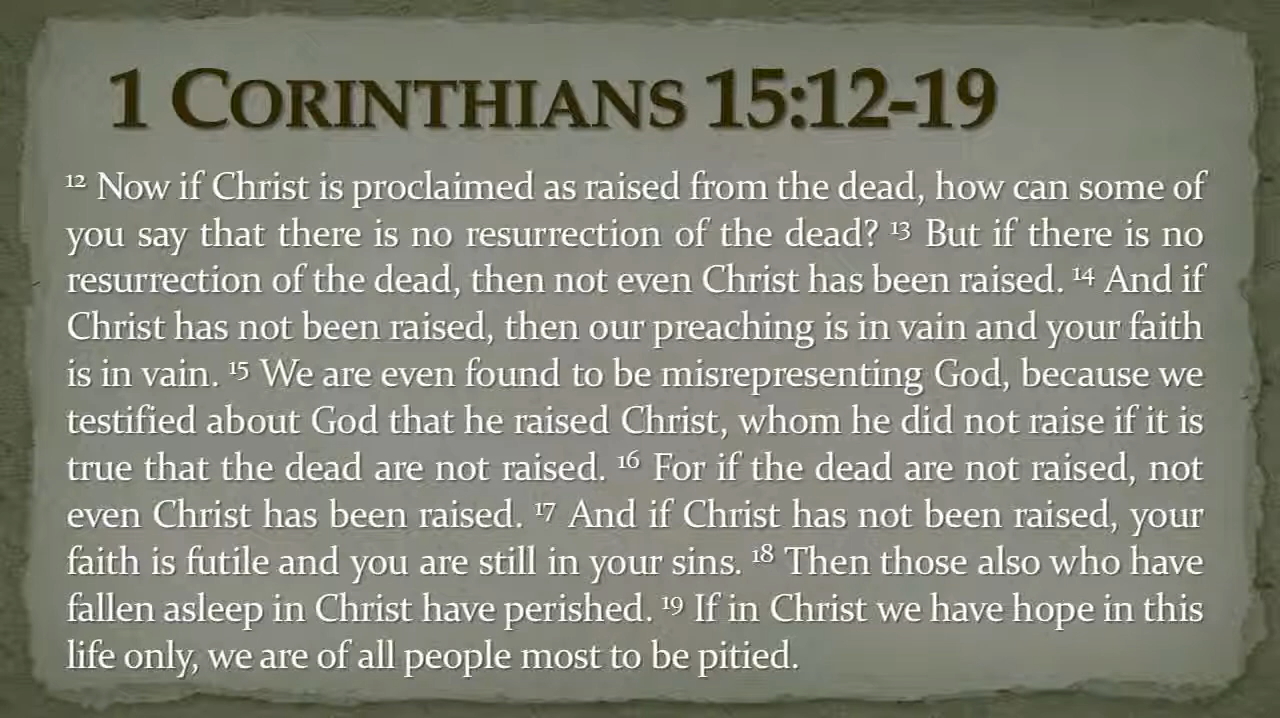 1 CORINTHIANS 15:12-19
12 Now if Christ is proclaimed as raised from the dead, how can some of
you say that there is no resurrection of the dead? 13 But if there is no
resurrection of the dead, then not even Christ has been raised. 14 And if
Christ has not been raised, then our preaching is in vain and your faith
is in vain. 15 We are even found to be misrepresenting God, because we
testified about God that he raised Christ, whom he did not raise if it is
true that the dead are not raised. 16 For if the dead are not raised, not
even Christ has been raised. 17 And if Christ has not been raised, your
faith is futile and you are still in your sins. 18 Then those also who have
fallen asleep in Christ have perished. 19 If in Christ we have hope in this
life only, we are of all people most to be pitied.